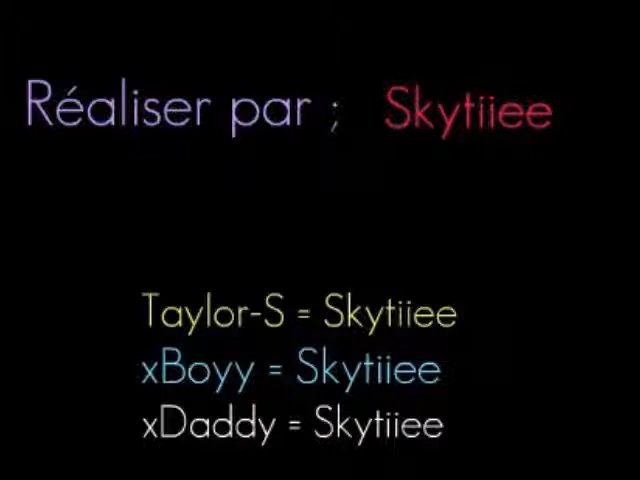 Réaliser par ; Skytiiee
Taylor-S = Skytiiee
xBoyy = Skytiiee
xDaddy = Skytiiee